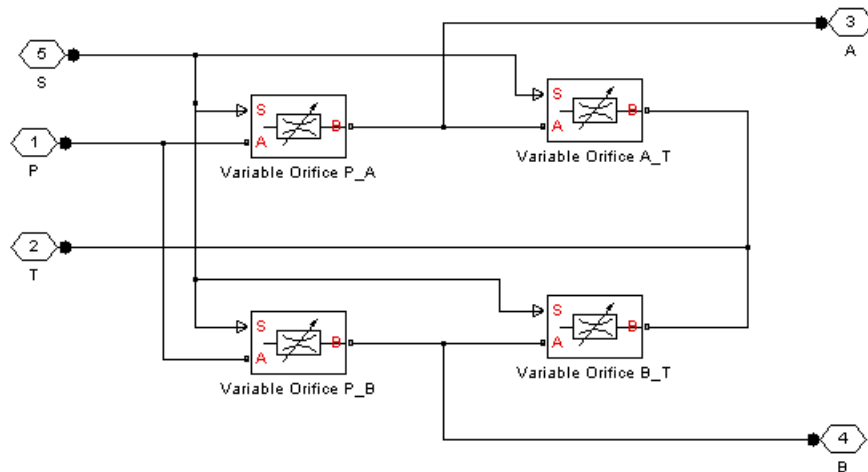 3
A
5
S
S
A
B
Variable Orifice P_A
S
A
B
Variable Orifice A_T
1
P
2
T
S
A
B
Variable Orifice P_B
S
A
B
Variable Orifice B_T
4
B